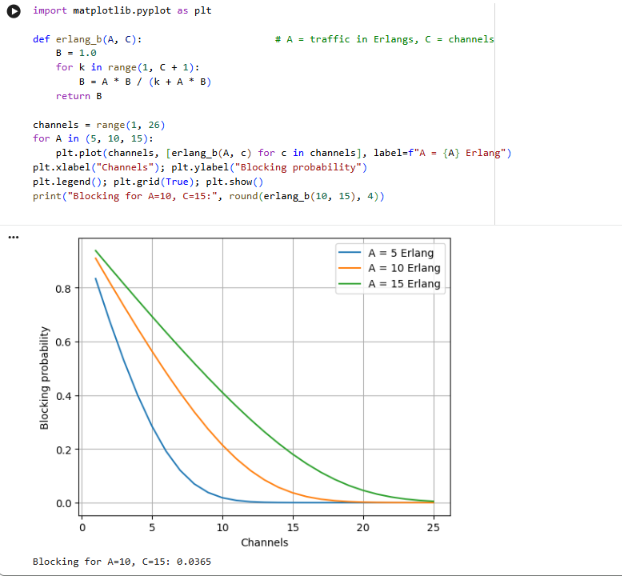 import matplotlib.pyplot as plt
def erlang_b(A, C):                      # A = traffic in Erlangs, C = channels
    B = 1.0
    for k in range(1, C + 1):
        B = A * B / (k + A * B)
    return B
channels = range(1, 26)
for A in (5, 10, 15):
    plt.plot(channels, [erlang_b(A, c) for c in channels], label=f"A = {A} Erlang")
plt.xlabel("Channels"); plt.ylabel("Blocking probability")
plt.legend(); plt.grid(True); plt.show()
print("Blocking for A=10, C=15:", round(erlang_b(10, 15), 4))
A = 5 Erlang
A = 10 Erlang
A = 15 Erlang
Blocking probability
0.8
0.6
0.4
0.2
0.0
0 5 10 15 20 25
Channels
Blocking for A=10, C=15: 0.0365